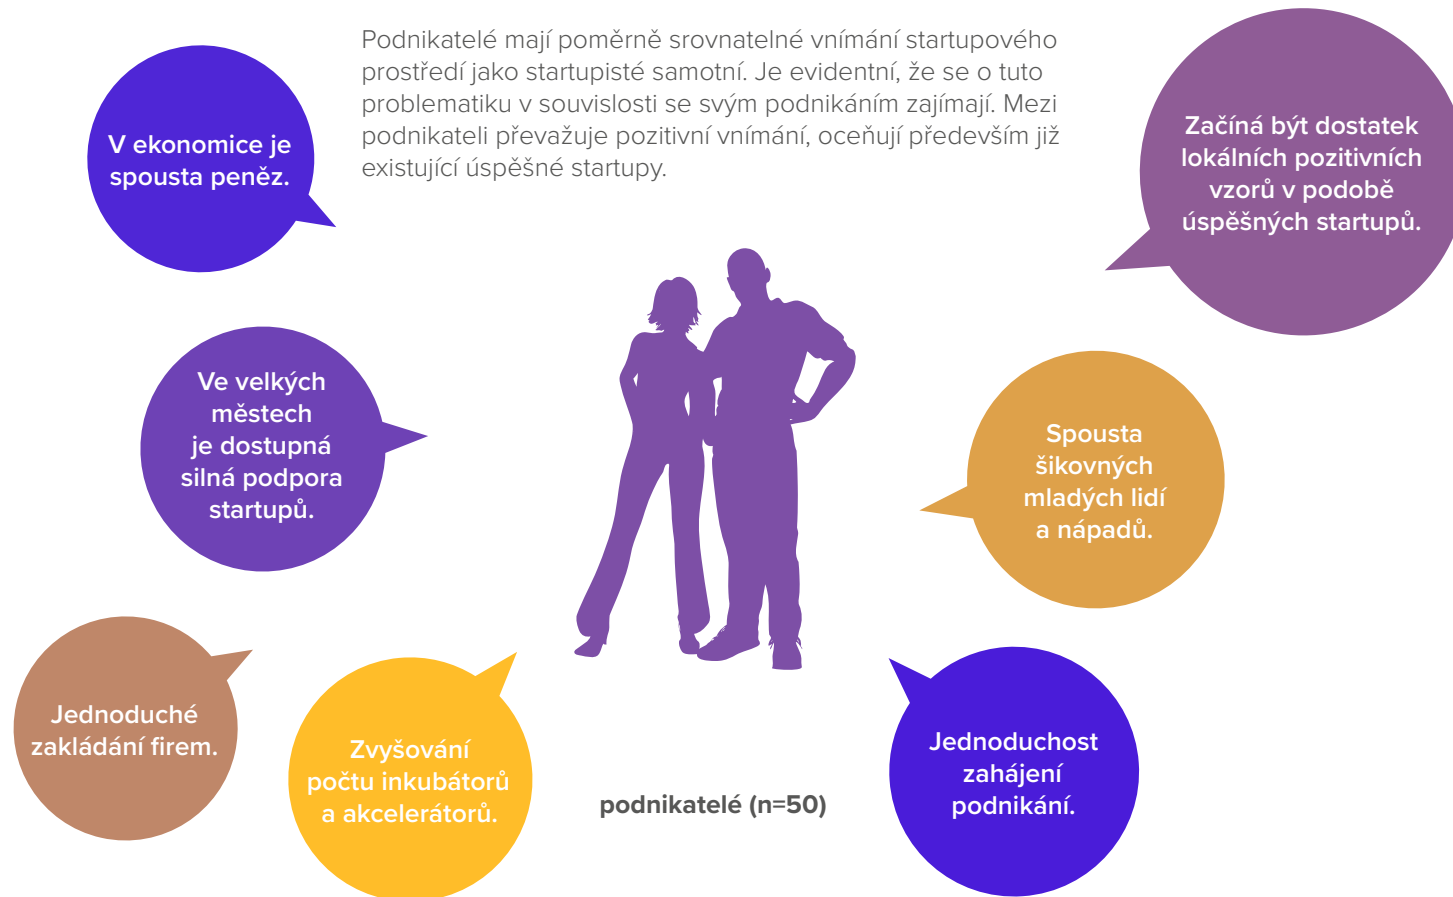 Podnikatelé mají poměrně srovnatelné vnímání startupového
prostředí jako startupisté samotní. Je evidentní, že se o tuto
problematiku v souvislosti se svým podnikáním zajímají. Mezi
podnikateli převažuje pozitivní vnímání, oceňují především již
existující úspěšné startupy.
V ekonomice je
spousta peněz.
Začíná být dostatek
lokálních pozitivních
vzorů v podobě
úspěšných startupů.
Ve velkých
městech
je dostupná
silná podpora
startupů.
Spousta
šikovných
mladých lidí
a nápadů.
Jednoduché
zakládání firem.
Zvyšování
počtu inkubátorů
a akcelerátorů.
podnikatelé (n=50)
Jednoduchost
zahájení
podnikání.